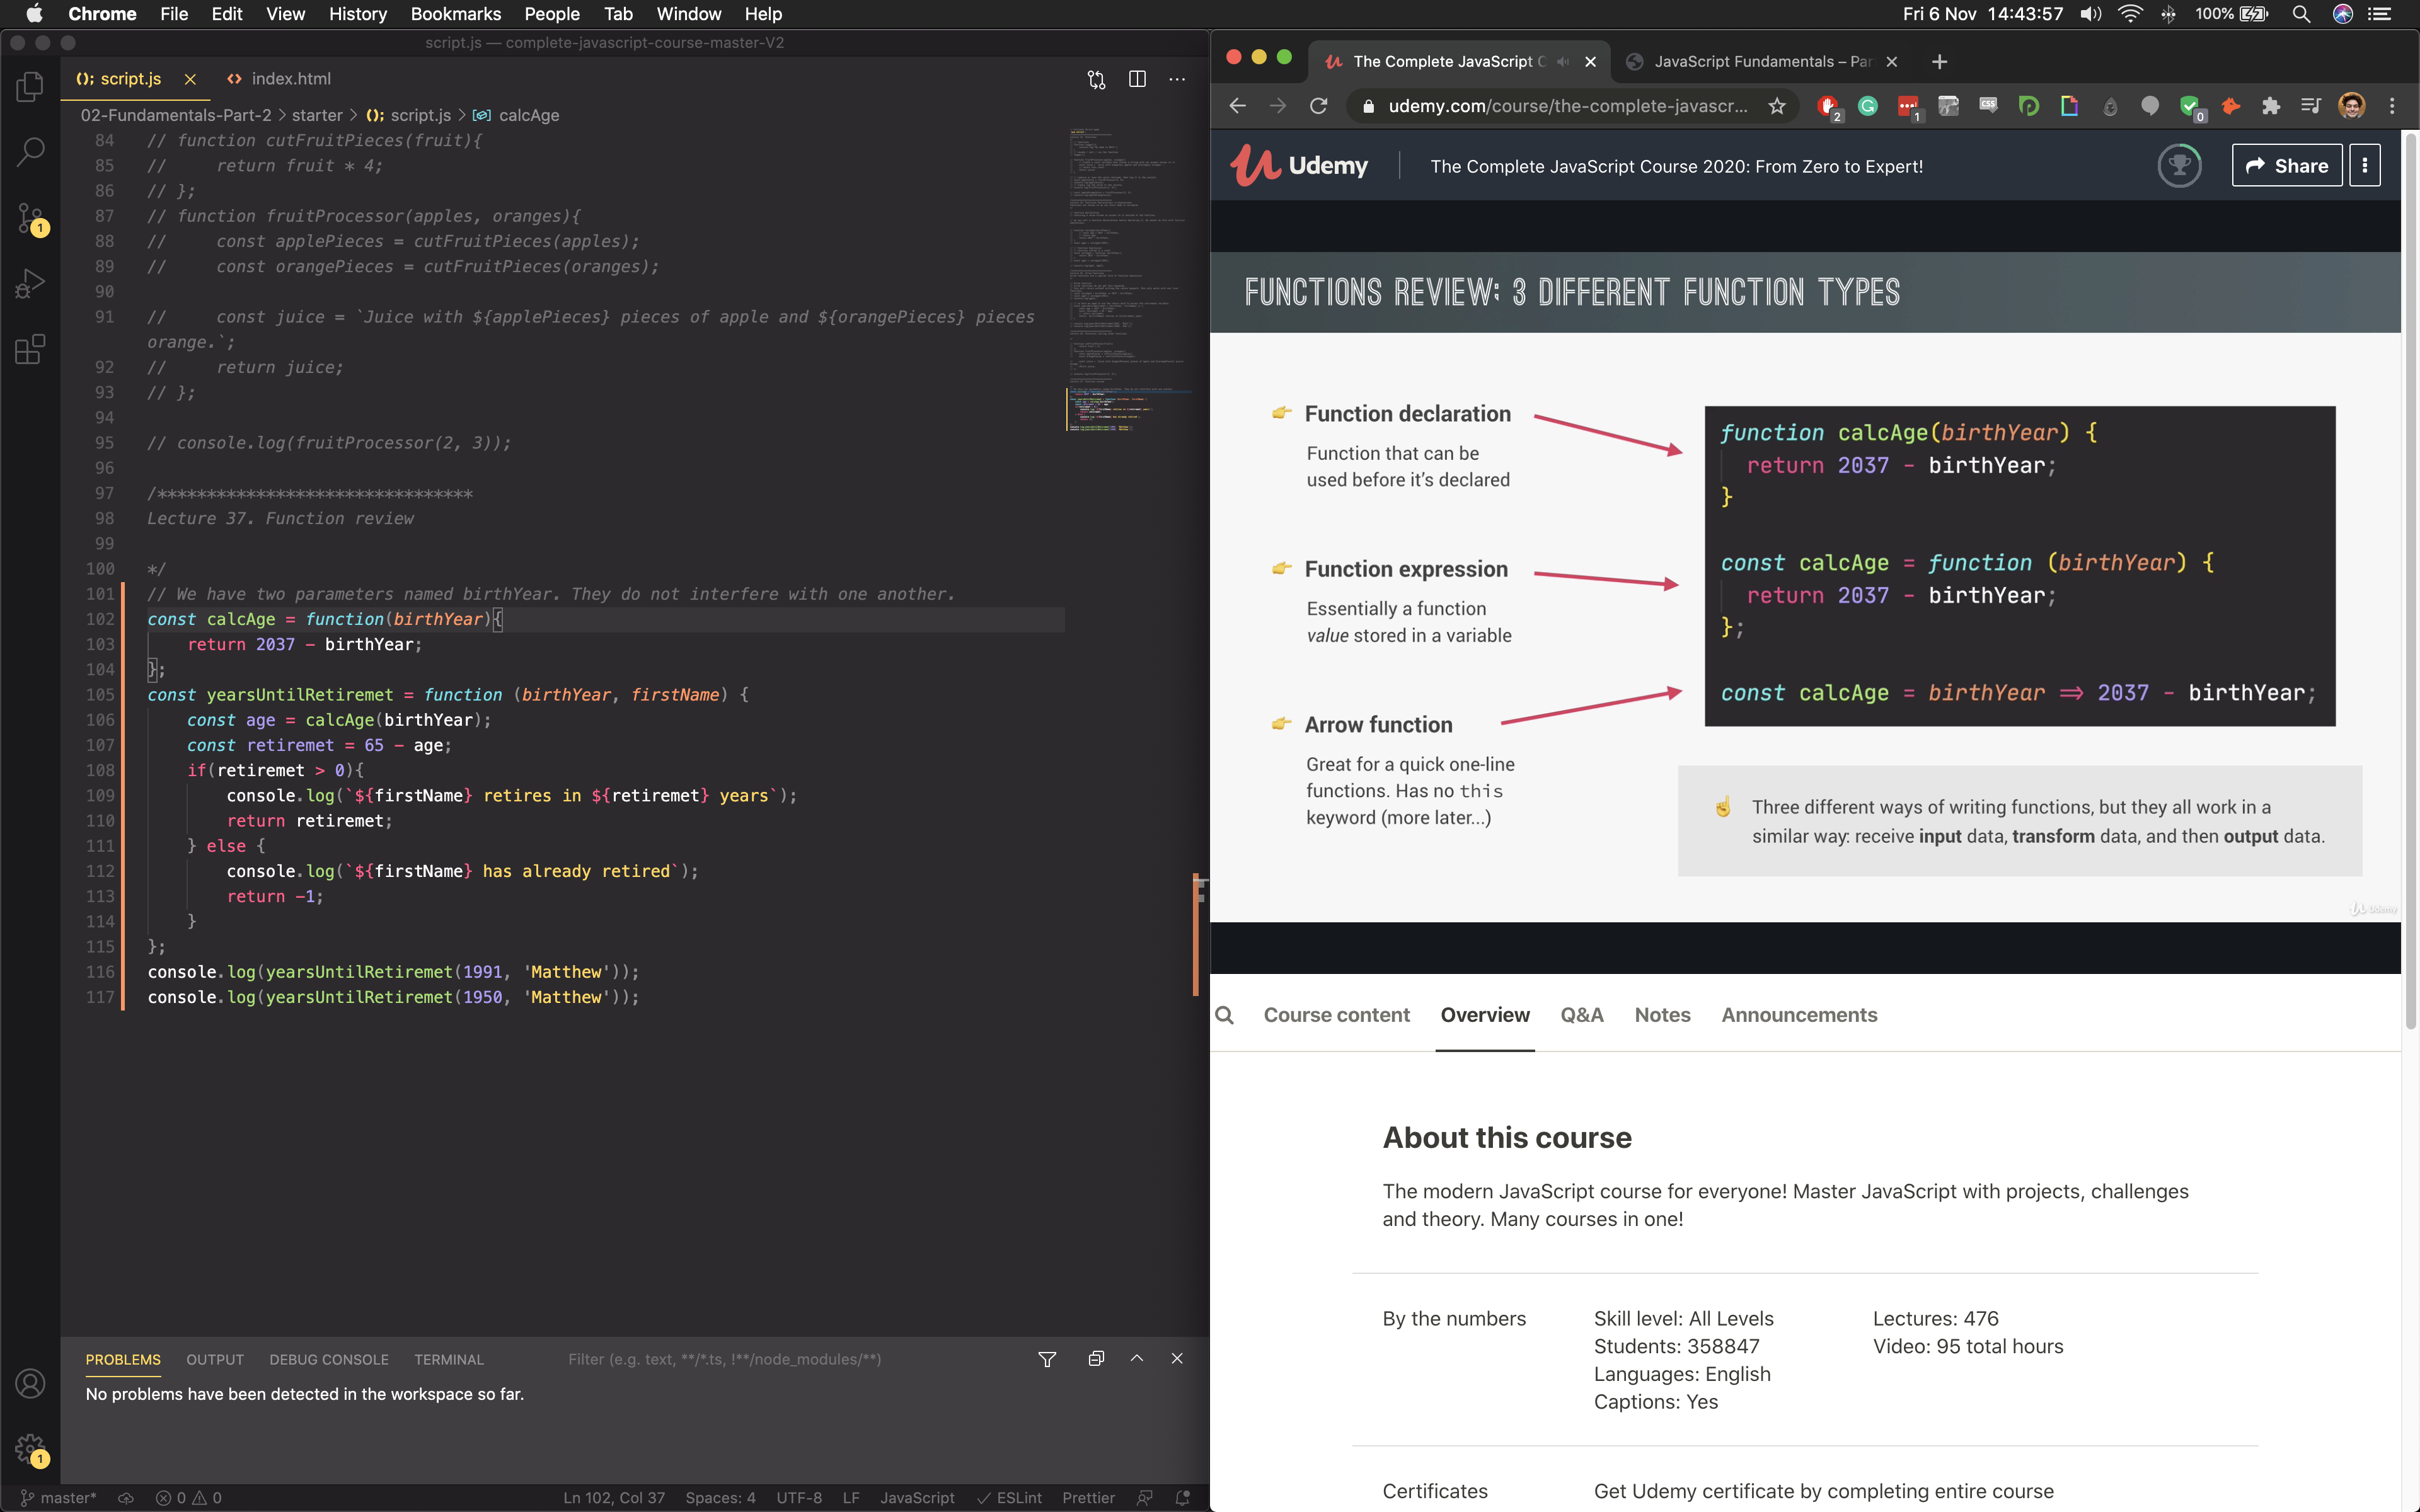 Chrome File Edit View History Bookmarks People Tab Window Help
Fri 6 Nov 14:43:57 100%
script.js — complete-javascript-course-master-V2
script.js
index.html
02-Fundamentals-Part-2 > starter > script.js > calcAge
84 // function cutFruitPieces(fruit){
85 //     return fruit * 4;
86 // };
87 // function fruitProcessor(apples, oranges){
88 //     const applePieces = cutFruitPieces(apples);
89 //     const orangePieces = cutFruitPieces(oranges);
90
91 //     const juice = `Juice with ${applePieces} pieces of apple and ${orangePieces} pieces
orange.`;
92 //     return juice;
93 // };
94
95 // console.log(fruitProcessor(2, 3));
96
97 /********************************
98 Lecture 37. Function review
99
100 */
101 // We have two parameters named birthYear. They do not interfere with one another.
102 const calcAge = function(birthYear){
103     return 2037 - birthYear;
104 };
105 const yearsUntilRetiremet = function (birthYear, firstName) {
106     const age = calcAge(birthYear);
107     const retiremet = 65 - age;
108     if(retiremet > 0){
109         console.log(`${firstName} retires in ${retiremet} years`);
110         return retiremet;
111     } else {
112         console.log(`${firstName} has already retired`);
113         return -1;
114     }
115 };
116 console.log(yearsUntilRetiremet(1991, 'Matthew'));
117 console.log(yearsUntilRetiremet(1950, 'Matthew'));
PROBLEMS OUTPUT DEBUG CONSOLE TERMINAL
Filter (e.g. text, **/*.ts, !**/node_modules/**)
No problems have been detected in the workspace so far.
1
1
master* 0 0
Ln 102, Col 37 Spaces: 4 UTF-8 LF JavaScript ESLint Prettier
The Complete JavaScript C
JavaScript Fundamentals – Par
udemy.com/course/the-complete-javascr...
2
1
CSS
0
Udemy
The Complete JavaScript Course 2020: From Zero to Expert!
Share
FUNCTIONS REVIEW: 3 DIFFERENT FUNCTION TYPES
Function declaration
Function that can be
used before it’s declared
Function expression
Essentially a function
value stored in a variable
Arrow function
Great for a quick one-line
functions. Has no this
keyword (more later...)
function calcAge(birthYear) {
return 2037 - birthYear;
}
const calcAge = function (birthYear) {
return 2037 - birthYear;
};
const calcAge = birthYear => 2037 - birthYear;
Three different ways of writing functions, but they all work in a
similar way: receive input data, transform data, and then output data.
Udemy
Course content Overview Q&A Notes Announcements
About this course
The modern JavaScript course for everyone! Master JavaScript with projects, challenges
and theory. Many courses in one!
By the numbers
Skill level: All Levels
Students: 358847
Languages: English
Captions: Yes
Lectures: 476
Video: 95 total hours
Certificates
Get Udemy certificate by completing entire course